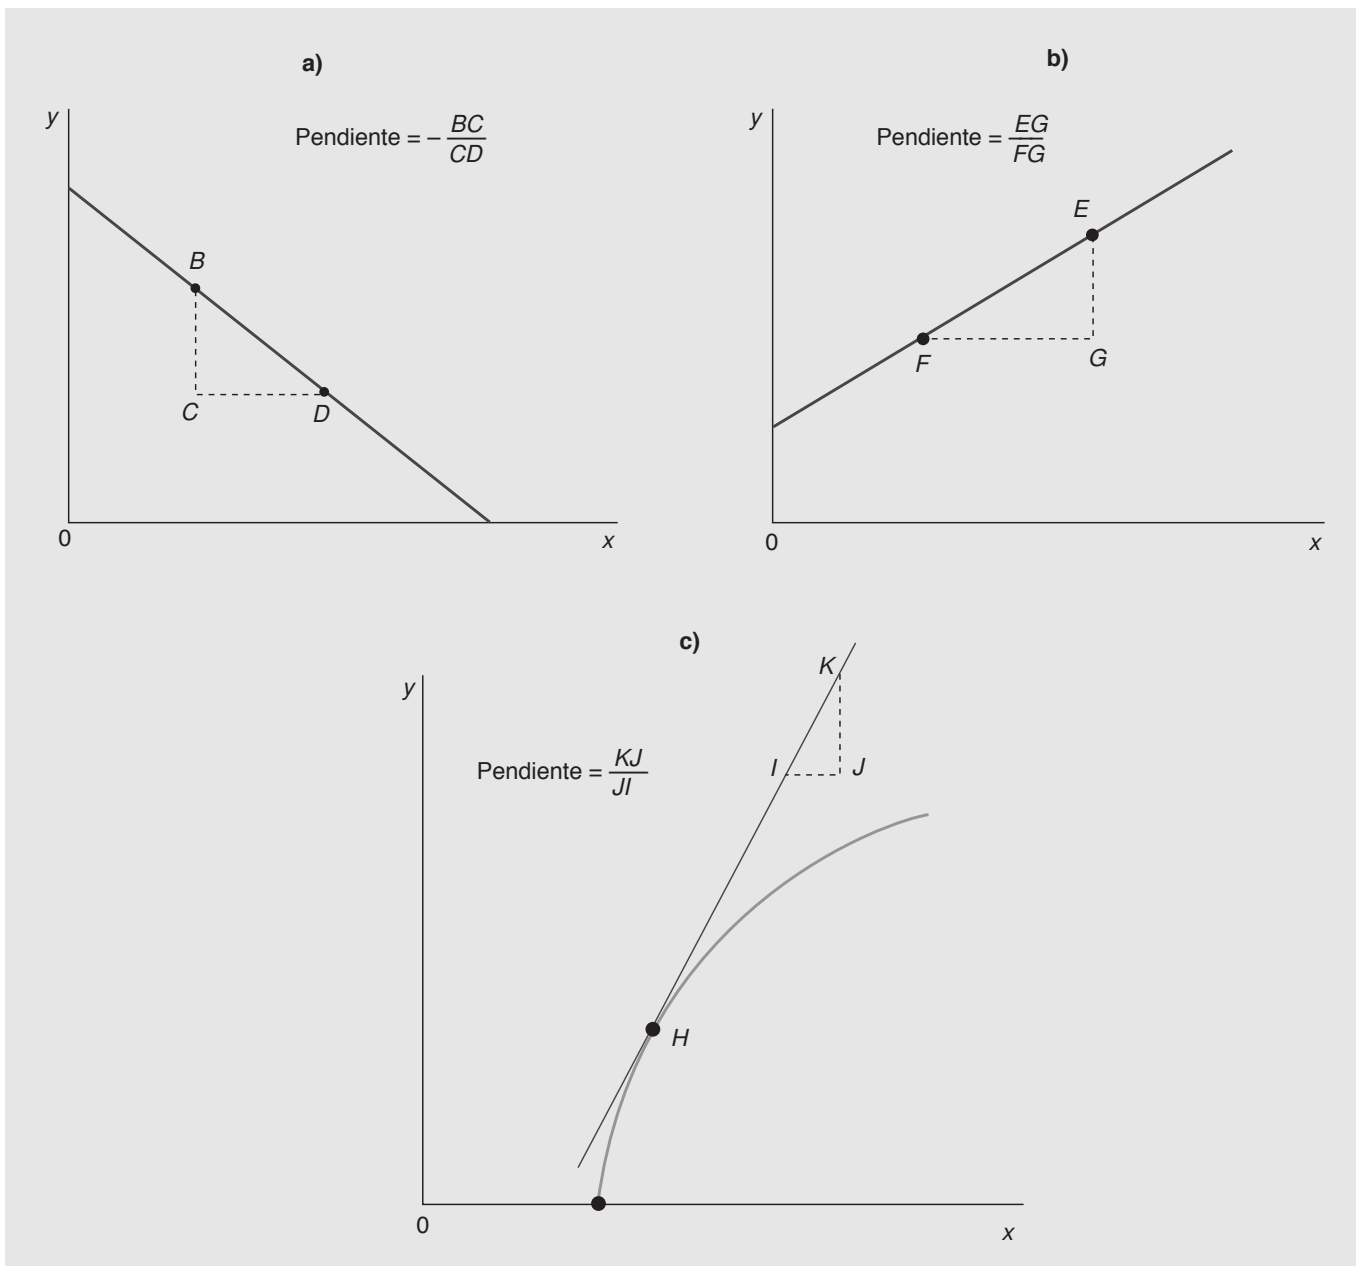 a)
y
Pendiente = – BC/CD
B
C
D
0
x
b)
y
Pendiente = EG/FG
E
F
G
0
x
c)
y
K
I
J
Pendiente = KJ/JI
H
0
x